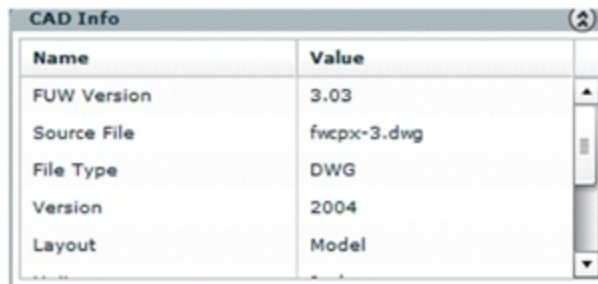 CAD Info
Name Value
FUW Version 3.03
Source File fwcpx-3.dwg
File Type DWG
Version 2004
Layout Model